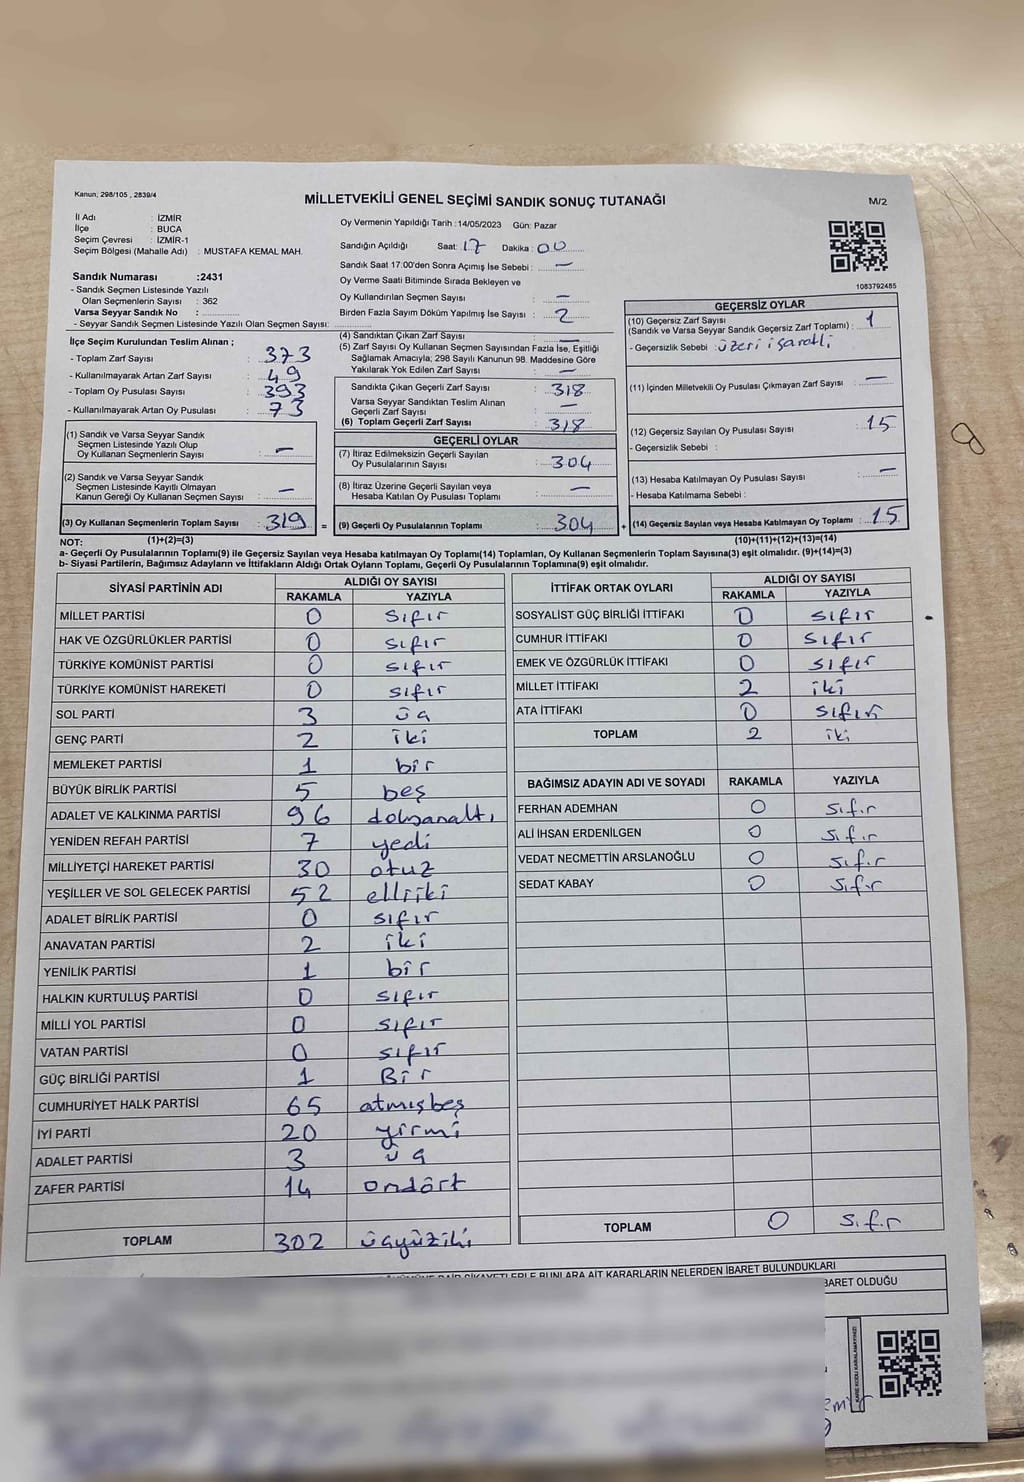 Kanun; 298/105 , 2839/4
MİLLETVEKİLİ GENEL SEÇİMİ SANDIK SONUÇ TUTANAĞI
M/2
İl Adı : İZMİR
İlçe : BUCA
Seçim Çevresi : İZMİR-1
Seçim Bölgesi (Mahalle Adı) : MUSTAFA KEMAL MAH.
Sandık Numarası :2431
- Sandık Seçmen Listesinde Yazılı
Olan Seçmenlerin Sayısı : 362
Varsa Seyyar Sandık No :
- Seyyar Sandık Seçmen Listesinde Yazılı Olan Seçmen Sayısı:
İlçe Seçim Kurulundan Teslim Alınan ;
- Toplam Zarf Sayısı : 373
- Kullanılmayarak Artan Zarf Sayısı : 49
- Toplam Oy Pusulası Sayısı : 393
- Kullanılmayarak Artan Oy Pusulası : 73
(1) Sandık ve Varsa Seyyar Sandık
Seçmen Listesinde Yazılı Olup
Oy Kullanan Seçmenlerin Sayısı : —
(2) Sandık ve Varsa Seyyar Sandık
Seçmen Listesinde Kayıtlı Olmayan
Kanun Gereği Oy Kullanan Seçmen Sayısı : —
(3) Oy Kullanan Seçmenlerin Toplam Sayısı : 319 =
Oy Vermenin Yapıldığı Tarih :14/05/2023 Gün: Pazar
Sandığın Açıldığı Saat: 17 Dakika : 00
Sandık Saat 17:00'den Sonra Açımış İse Sebebi : —
Oy Verme Saati Bitiminde Sırada Bekleyen ve
Oy Kullandırılan Seçmen Sayısı : —
Birden Fazla Sayım Döküm Yapılmış İse Sayısı : 2
(4) Sandıktan Çıkan Zarf Sayısı : —
(5) Zarf Sayısı Oy Kullanan Seçmen Sayısından Fazla İse, Eşitliği
Sağlamak Amacıyla; 298 Sayılı Kanunun 98. Maddesine Göre
Yakılarak Yok Edilen Zarf Sayısı : —
Sandıkta Çıkan Geçerli Zarf Sayısı : 318
Varsa Seyyar Sandıktan Teslim Alınan
Geçerli Zarf Sayısı : —
(6) Toplam Geçerli Zarf Sayısı : 318
GEÇERLİ OYLAR
(7) İtiraz Edilmeksizin Geçerli Sayılan
Oy Pusulalarının Sayısı : 304
(8) İtiraz Üzerine Geçerli Sayılan veya
Hesaba Katılan Oy Pusulası Toplamı : —
(9) Geçerli Oy Pusulalarının Toplamı : 304 +
1083792485
GEÇERSİZ OYLAR
(10) Geçersiz Zarf Sayısı
(Sandık ve Varsa Seyyar Sandık Geçersiz Zarf Toplamı) : 1
- Geçersizlik Sebebi : üzeri işaretli
(11) İçinden Milletvekili Oy Pusulası Çıkmayan Zarf Sayısı : —
(12) Geçersiz Sayılan Oy Pusulası Sayısı : 15
- Geçersizlik Sebebi :
(13) Hesaba Katılmayan Oy Pusulası Sayısı : —
- Hesaba Katılmama Sebebi :
(14) Geçersiz Sayılan veya Hesaba Katılmayan Oy Toplamı : 15
NOT: (1)+(2)=(3) (10)+(11)+(12)+(13)=(14)
a- Geçerli Oy Pusulalarının Toplamı(9) ile Geçersiz Sayılan veya Hesaba katılmayan Oy Toplamı(14) Toplamları, Oy Kullanan Seçmenlerin Toplam Sayısına(3) eşit olmalıdır. (9)+(14)=(3)
b- Siyasi Partilerin, Bağımsız Adayların ve İttifakların Aldığı Ortak Oyların Toplamı, Geçerli Oy Pusulalarının Toplamına(9) eşit olmalıdır.
SİYASİ PARTİNİN ADI ALDIĞI OY SAYISI
RAKAMLA YAZIYLA
MİLLET PARTİSİ 0 sıfır
HAK VE ÖZGÜRLÜKLER PARTİSİ 0 sıfır
TÜRKİYE KOMÜNİST PARTİSİ 0 sıfır
TÜRKİYE KOMÜNİST HAREKETİ 0 sıfır
SOL PARTİ 3 üç
GENÇ PARTİ 2 iki
MEMLEKET PARTİSİ 1 bir
BÜYÜK BİRLİK PARTİSİ 5 beş
ADALET VE KALKINMA PARTİSİ 96 doksanaltı
YENİDEN REFAH PARTİSİ 7 yedi
MİLLİYETÇİ HAREKET PARTİSİ 30 otuz
YEŞİLLER VE SOL GELECEK PARTİSİ 52 elliiki
ADALET BİRLİK PARTİSİ 0 sıfır
ANAVATAN PARTİSİ 2 iki
YENİLİK PARTİSİ 1 bir
HALKIN KURTULUŞ PARTİSİ 0 sıfır
MİLLİ YOL PARTİSİ 0 sıfır
VATAN PARTİSİ 0 sıfır
GÜÇ BİRLİĞİ PARTİSİ 1 Bir
CUMHURİYET HALK PARTİSİ 65 atmışbeş
İYİ PARTİ 20 yirmi
ADALET PARTİSİ 3 üç
ZAFER PARTİSİ 14 ondört
TOPLAM 302 üçyüziki
İTTİFAK ORTAK OYLARI ALDIĞI OY SAYISI
RAKAMLA YAZIYLA
SOSYALİST GÜÇ BİRLİĞİ İTTİFAKI 0 sıfır
CUMHUR İTTİFAKI 0 sıfır
EMEK VE ÖZGÜRLÜK İTTİFAKI 0 sıfır
MİLLET İTTİFAKI 2 iki
ATA İTTİFAKI 0 sıfır
TOPLAM 2 iki
BAĞIMSIZ ADAYIN ADI VE SOYADI RAKAMLA YAZIYLA
FERHAN ADEMHAN 0 sıfır
ALİ İHSAN ERDENİLGEN 0 sıfır
VEDAT NECMETTİN ARSLANOĞLU 0 sıfır
SEDAT KABAY 0 sıfır
TOPLAM 0 sıfır
BUNLARA AİT KARARLARIN NELERDEN İBARET BULUNDUKLARI
BARET OLDUĞU